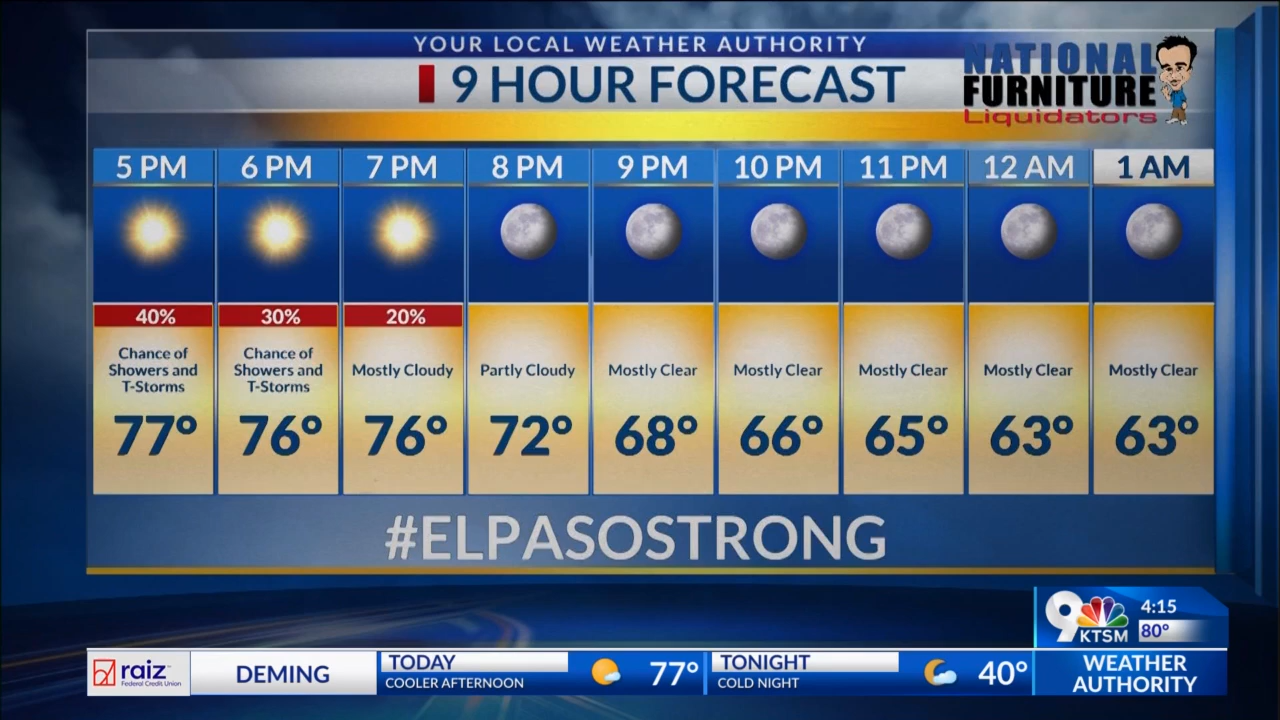 YOUR LOCAL WEATHER AUTHORITY
9 HOUR FORECAST
NATIONAL
FURNITURE
Liquidators
5 PM 6 PM 7 PM 8 PM 9 PM 10 PM 11 PM 12 AM 1 AM
40% 30% 20%
Chance of
Showers and
T-Storms
Chance of
Showers and
T-Storms
Mostly Cloudy
Partly Cloudy
Mostly Clear
Mostly Clear
Mostly Clear
Mostly Clear
Mostly Clear
77° 76° 76° 72° 68° 66° 65° 63° 63°
#ELPASOSTRONG
9 KTSM
4:15
80°
raiz
Federal Credit Union
DEMING
TODAY
COOLER AFTERNOON
77°
TONIGHT
COLD NIGHT
40°
WEATHER
AUTHORITY